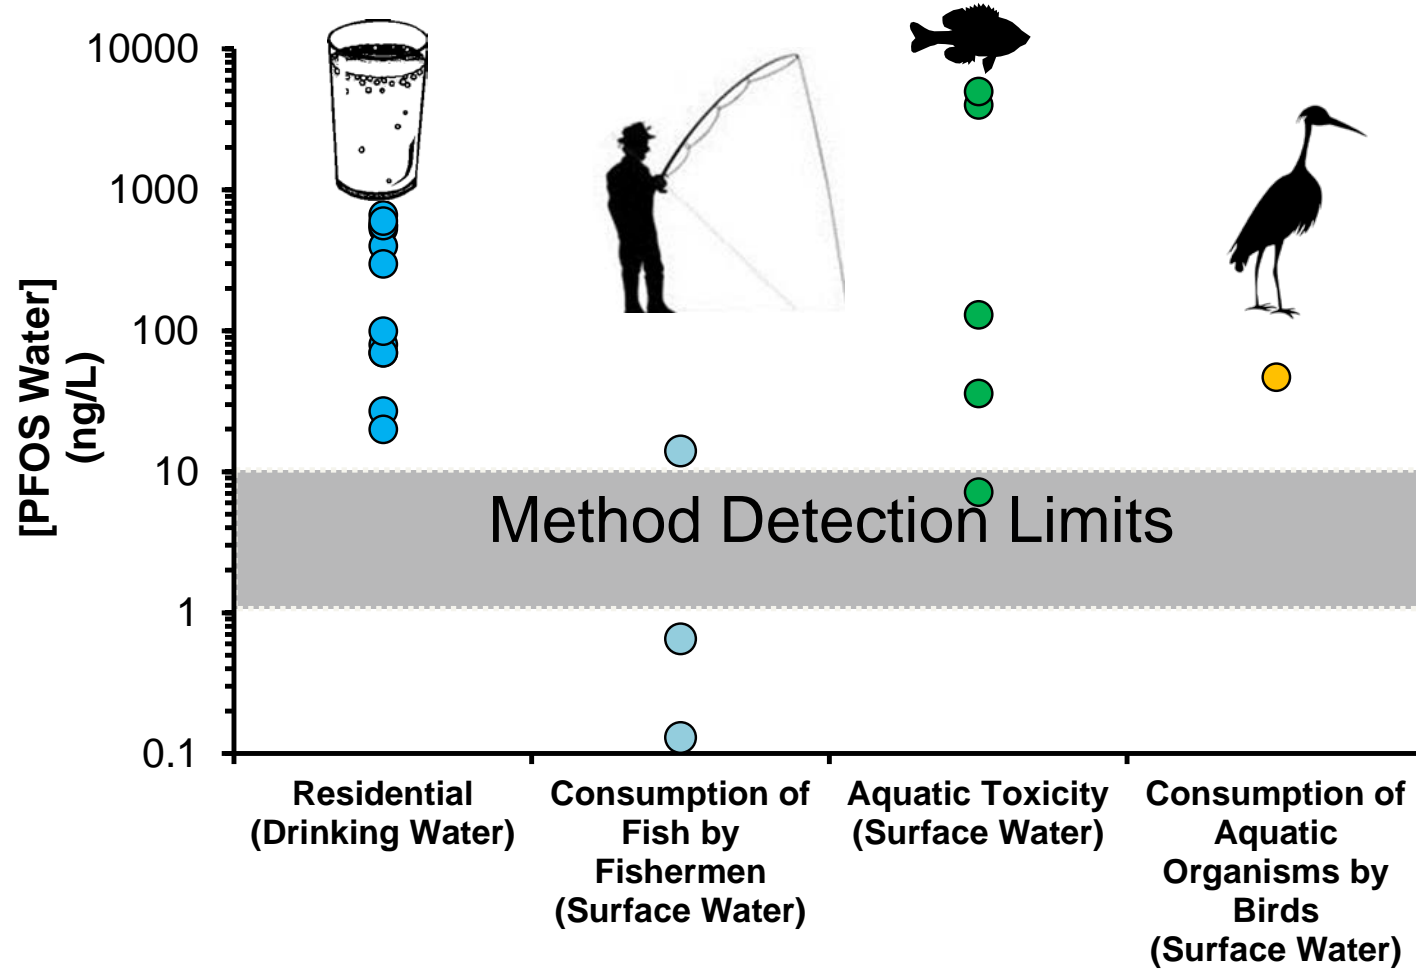 10000
1000
100
10
1
0.1
[PFOS Water]
(ng/L)
Method Detection Limits
Residential
(Drinking Water)
Consumption of
Fish by
Fishermen
(Surface Water)
Aquatic Toxicity
(Surface Water)
Consumption of
Aquatic
Organisms by
Birds
(Surface Water)